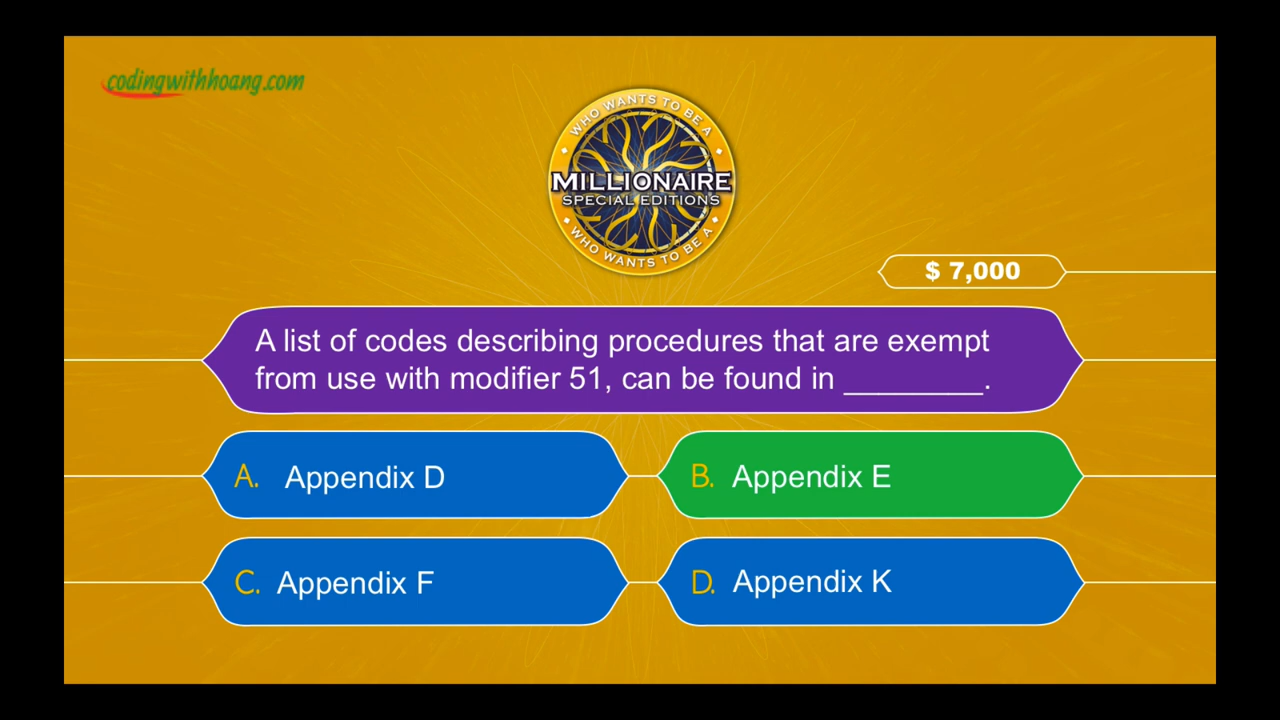 codingwithhoang.com
WHO WANTS TO BE A
MILLIONAIRE
SPECIAL EDITIONS
WHO WANTS TO BE A
$ 7,000
A list of codes describing procedures that are exempt
from use with modifier 51, can be found in _________.
A. Appendix D
B. Appendix E
C. Appendix F
D. Appendix K